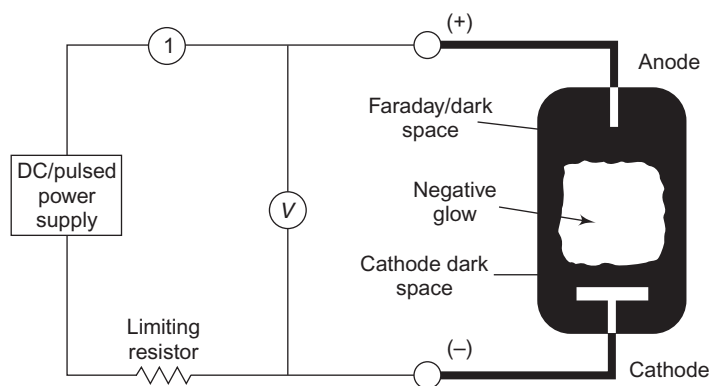 1
(+)
Anode
Faraday/dark
space
DC/pulsed
power
supply
V
Negative
glow
Cathode dark
space
Limiting
resistor
(–)
Cathode